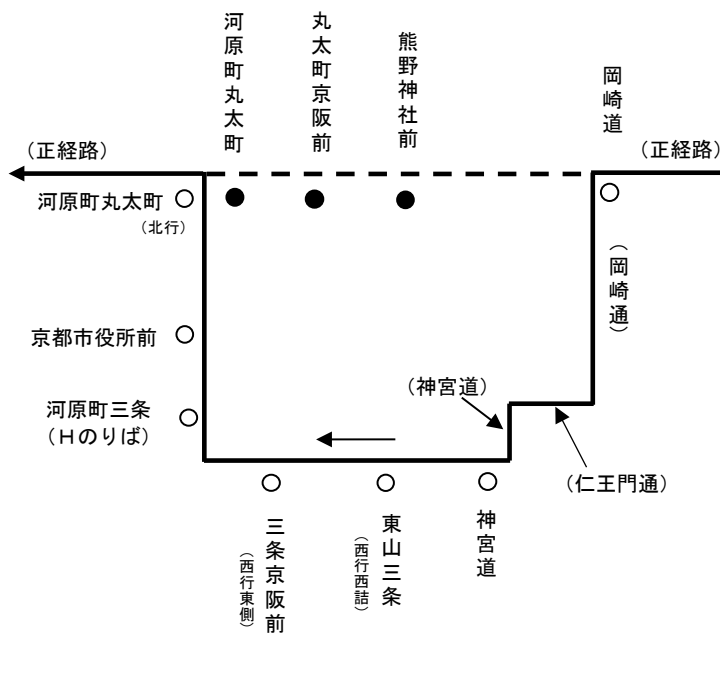 河原町丸太町
丸太町京阪前
熊野神社前
岡崎道
（正経路）
（正経路）
河原町丸太町
（北行）
（岡崎通）
京都市役所前
（神宮道）
河原町三条
（Ｈのりば）
（仁王門通）
三条京阪前
（西行東側）
東山三条
（西行西詰）
神宮道